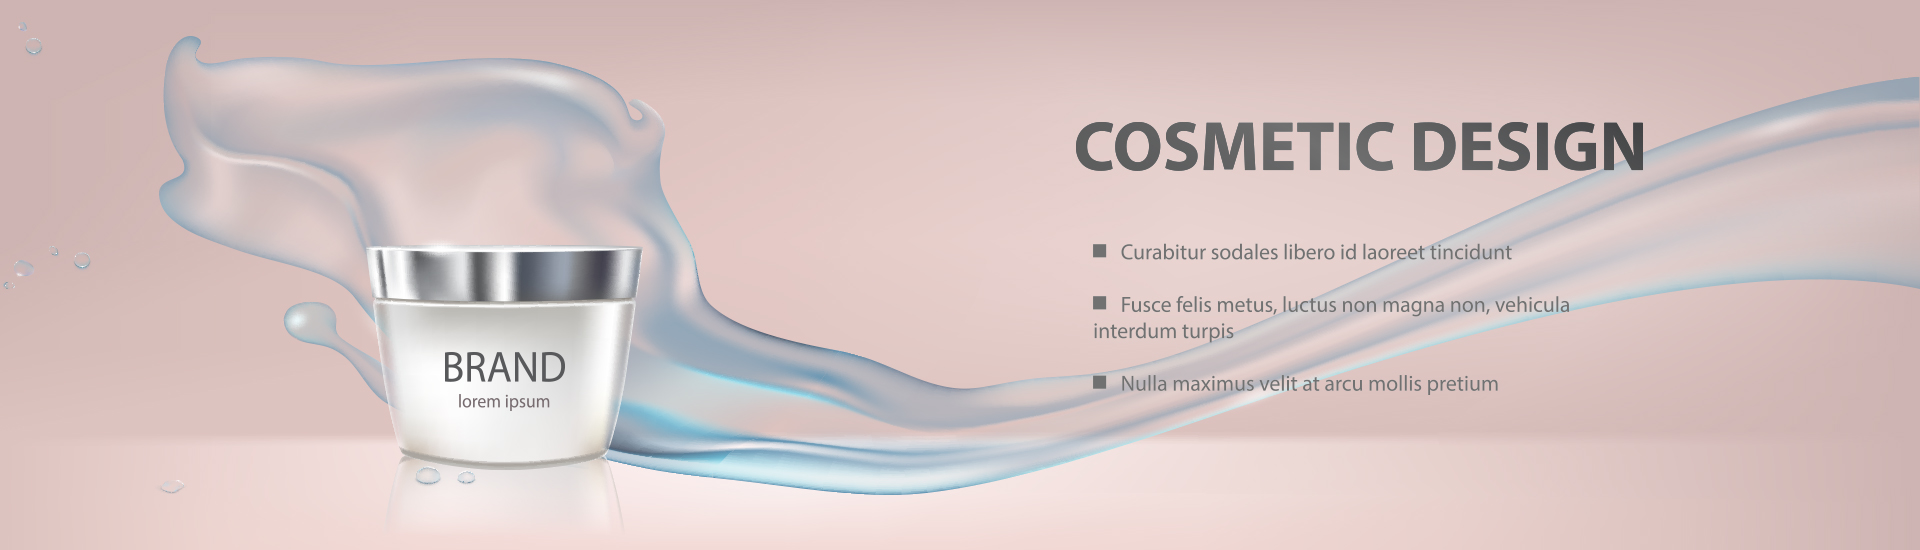 COSMETIC DESIGN
■ Curabitur sodales libero id laoreet tincidunt
■ Fusce felis metus, luctus non magna non, vehicula
interdum turpis
■ Nulla maximus velit at arcu mollis pretium
BRAND
lorem ipsum